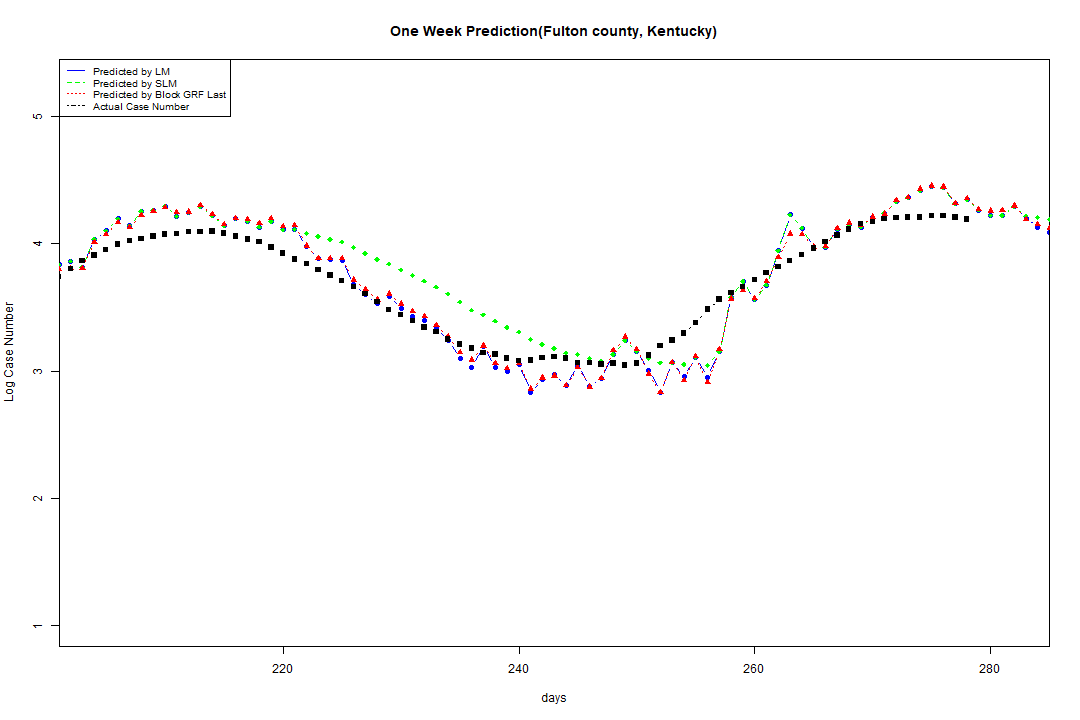 One Week Prediction(Fulton county, Kentucky)
Predicted by LM
Predicted by SLM
Predicted by Block GRF Last
Actual Case Number
5
4
3
2
1
Log Case Number
220 240 260 280
days